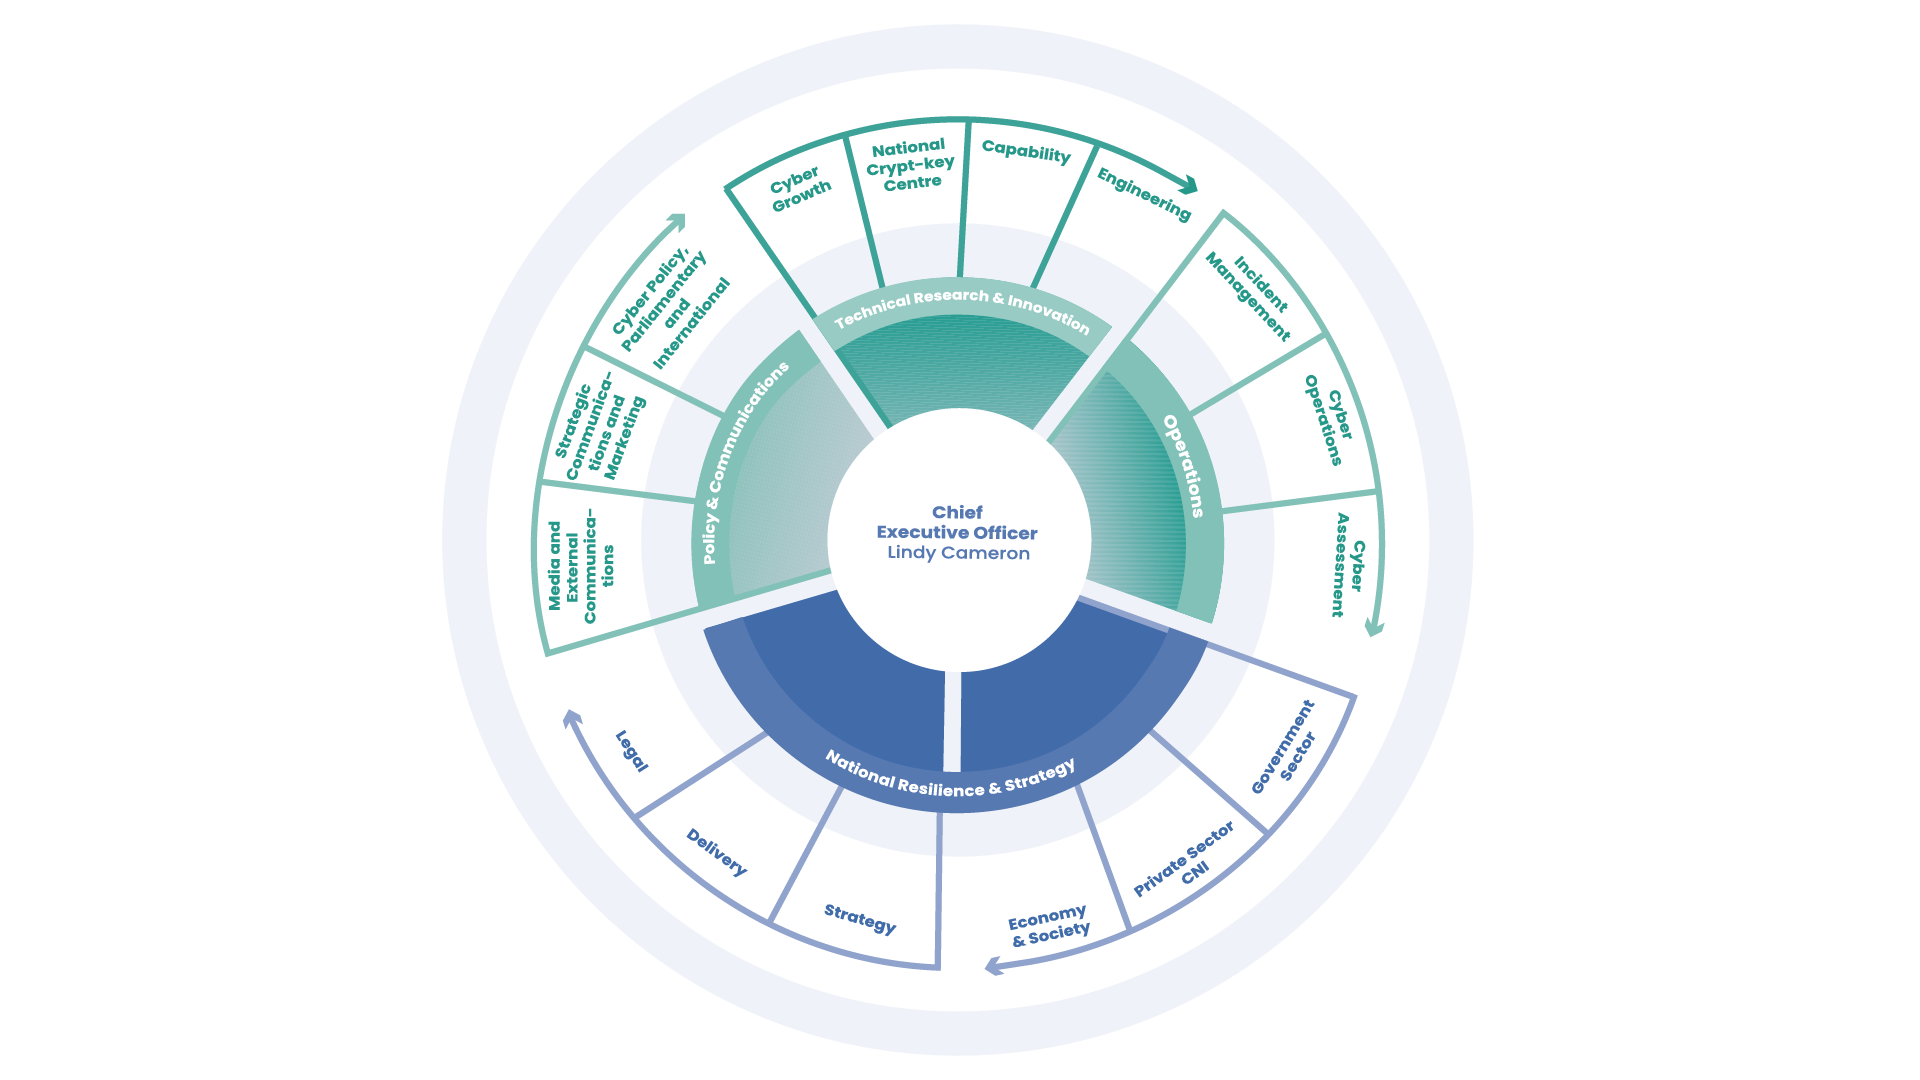 Chief
Executive Officer
Lindy Cameron
Technical Research & Innovation
Cyber
Growth
National
Crypt-key
Centre
Capability
Engineering
Operations
Incident
Management
Cyber
Operations
Cyber
Assessment
National Resilience & Strategy
Government
Sector
Private Sector
CNI
Economy
& Society
Strategy
Delivery
Legal
Policy & Communications
Media and
External
Communica-
tions
Strategic
Communica-
tions and
Marketing
Cyber Policy,
Parliamentary
and
International